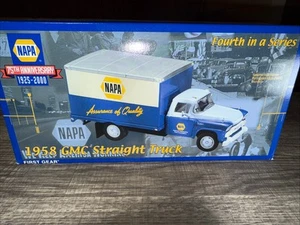 NAPA
75TH ANNIVERSARY
1925-2000
Fourth in a Series
NAPA
Assurance of Quality
NAPA
NAPA
1958 GMC Straight Truck
FIRST GEAR